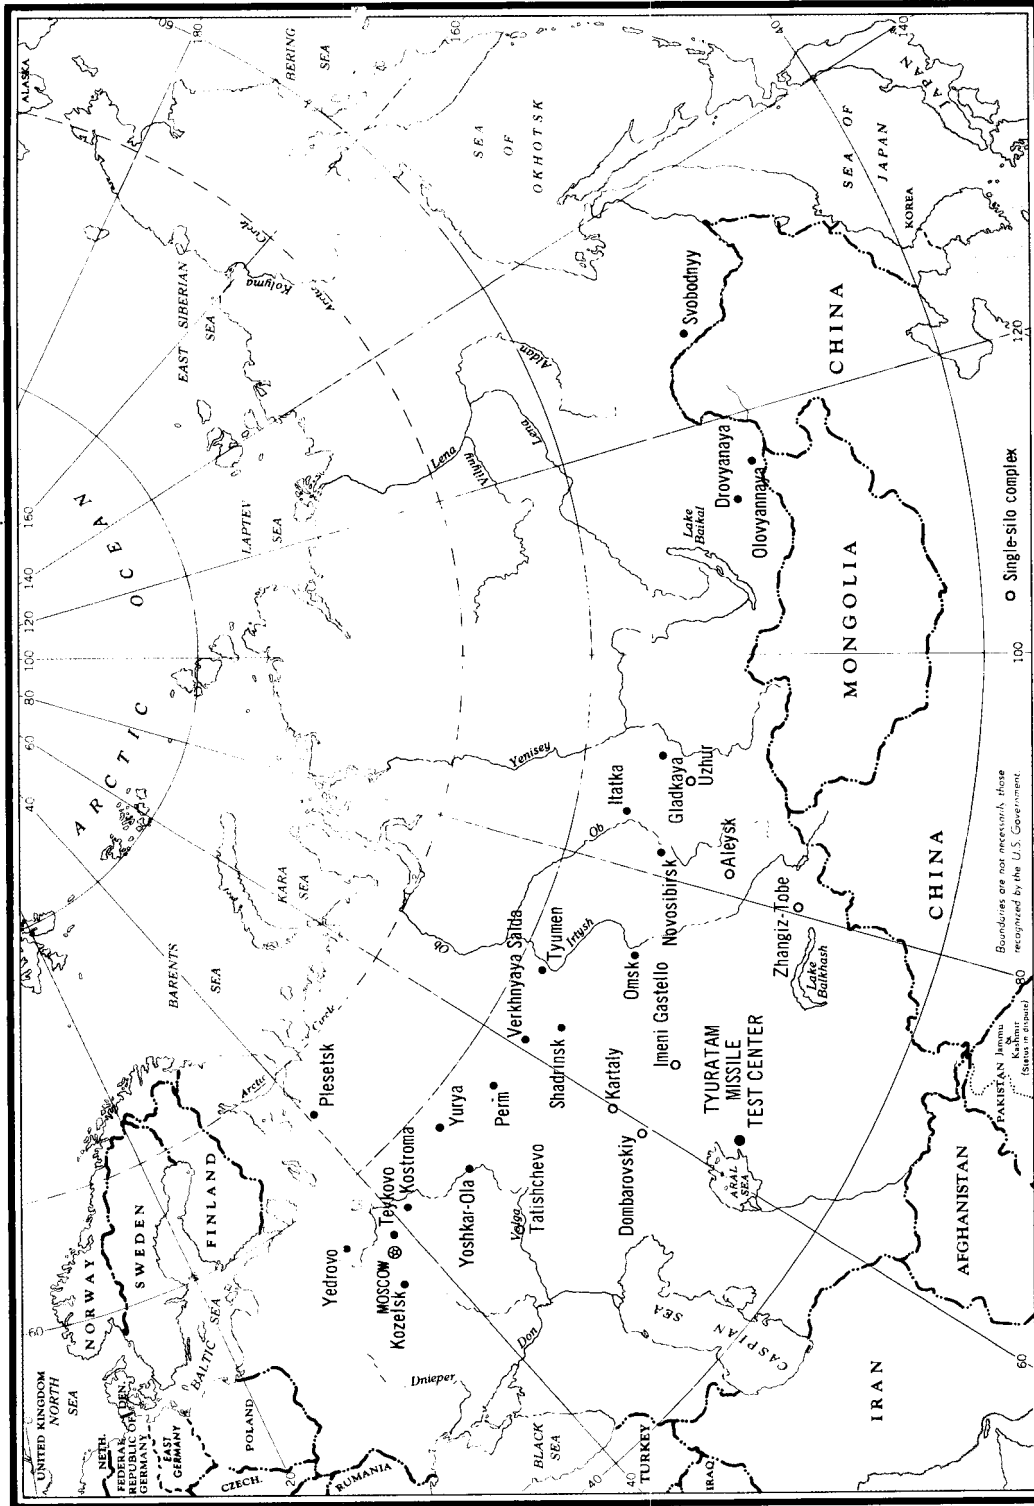 ALASKA
180
160
BERING
SEA
160
140
120
100
80
60
40
ARCTIC OCEAN
EAST SIBERIAN
SEA
Kolyma
Arctic Circle
SEA
OF
OKHOTSK
40
140
JAPAN
SEA OF
JAPAN
KOREA
LAPTEV
SEA
Lena
Vilyuy
Aldan
Lena
Svobodnyy
CHINA
120
Lake
Baikal
Drovyanaya
Olovyannaya
MONGOLIA
Single-silo complex
100
BARENTS
SEA
KARA
SEA
Yenisey
Ob
Ob
Irtysh
Itatka
Gladkaya
Uzhur
Novosibirsk
Aleysk
Zhangiz-Tobe
Lake
Balkhash
CHINA
Boundaries are not necessarily those
recognized by the U.S. Government.
80
UNITED KINGDOM
NORTH
SEA
NORWAY
SWEDEN
FINLAND
Arctic Circle
Plesetsk
Verkhnyaya Salda
Tyumen
Omsk
Imeni Gastello
Shadrinsk
Kartaly
Yurya
Perm
TYURATAM
MISSILE
TEST CENTER
ARAL
SEA
Yedrovo
MOSCOW
Teykovo
Kostroma
Kozelsk
Yoshkar-Ola
Volga
Tatishchevo
Dombarovskiy
NETH.
DEN.
FEDERAL
REPUBLIC OF
GERMANY
EAST
GERMANY
BALTIC SEA
POLAND
CZECH.
20
RUMANIA
Dnieper
Don
BLACK
SEA
40
40
TURKEY
IRAQ
CASPIAN
SEA
IRAN
60
AFGHANISTAN
PAKISTAN
Jammu
&
Kashmir
(Status in dispute)